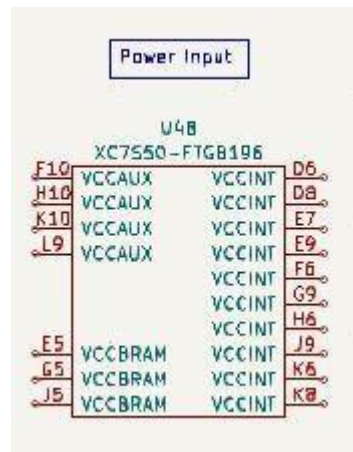 Power Input
U4B
XC7S50-FTGB196
F10 VCCAUX VCCINT D6
H10 VCCAUX VCCINT D8
K10 VCCAUX VCCINT E7
L9 VCCAUX VCCINT E9
VCCINT F6
VCCINT G9
VCCINT H6
E5 VCCBRAM VCCINT J9
G5 VCCBRAM VCCINT K6
J5 VCCBRAM VCCINT K8